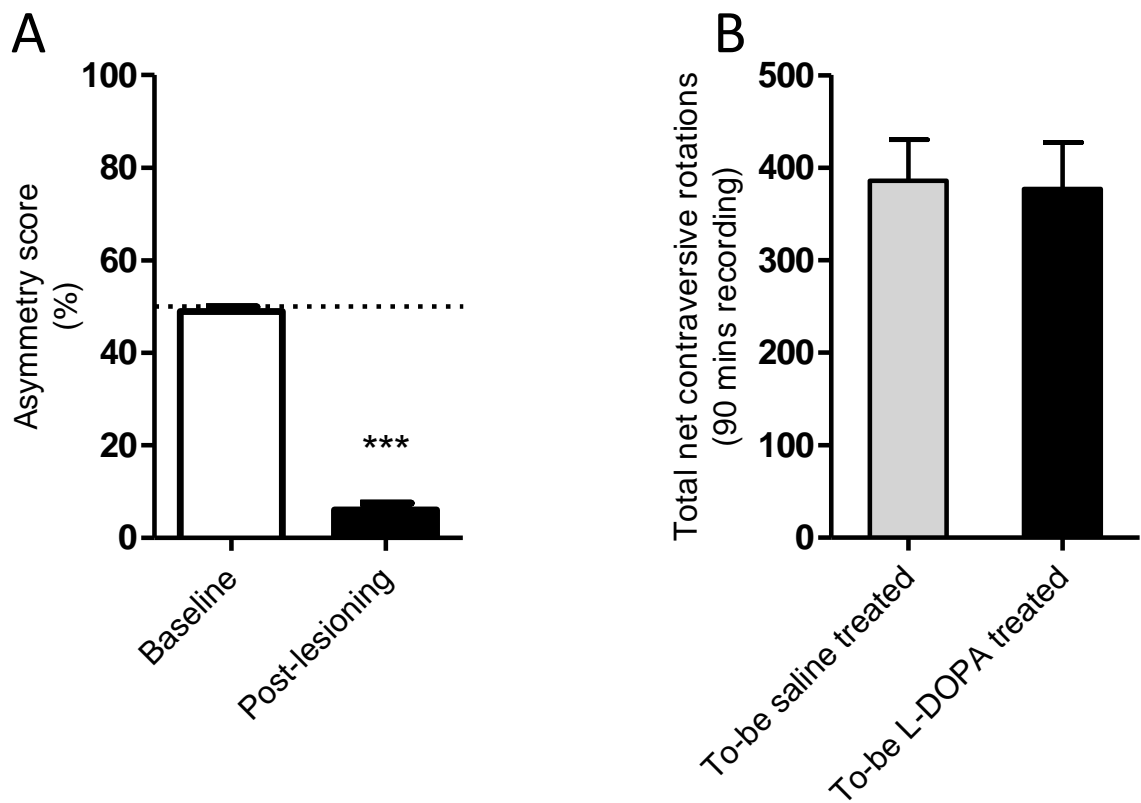 A
100
80
60
40
20
0
Asymmetry score
(%)
***
Baseline
Post-lesioning
B
500
400
300
200
100
0
Total net contraversive rotations
(90 mins recording)
To-be saline treated
To-be L-DOPA treated